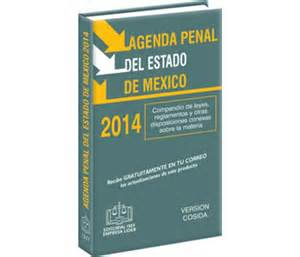 AGENDA PENAL DEL ESTADO DE MEXICO 2014
AGENDA PENAL
DEL ESTADO
DE MEXICO
2014
Compendio de leyes,
reglamentos y otras
disposiciones conexas
sobre la materia
Recibe GRATUITAMENTE EN TU CORREO
las actualizaciones de este producto
VERSION
COSIDA
EDICIONES
EMPRESA LIDER